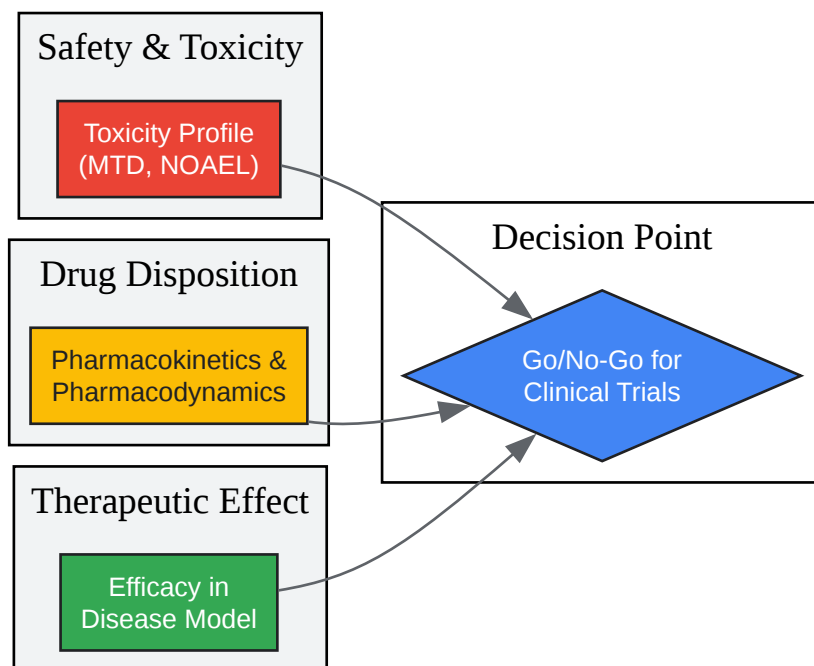 Safety & Toxicity
Toxicity Profile
(MTD, NOAEL)
Drug Disposition
Pharmacokinetics &
Pharmacodynamics
Therapeutic Effect
Efficacy in
Disease Model
Decision Point
Go/No-Go for
Clinical Trials